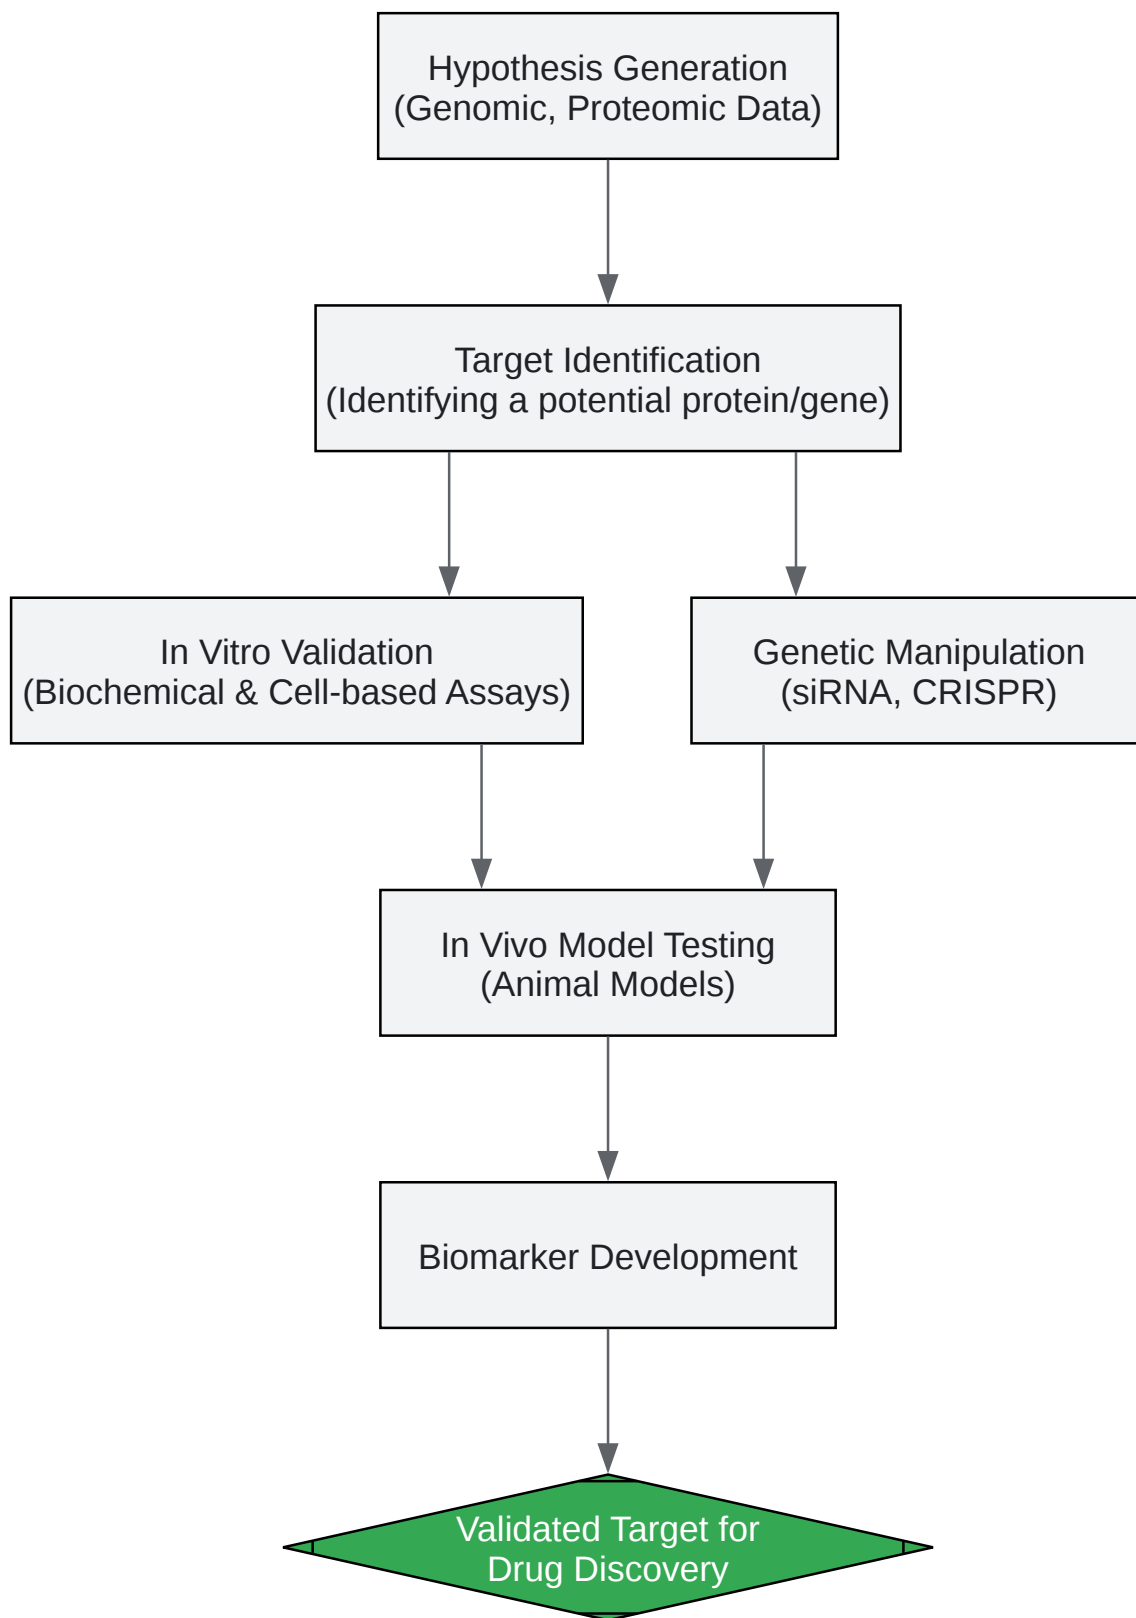 Hypothesis Generation
(Genomic, Proteomic Data)
Target Identification
(Identifying a potential protein/gene)
In Vitro Validation
(Biochemical & Cell-based Assays)
Genetic Manipulation
(siRNA, CRISPR)
In Vivo Model Testing
(Animal Models)
Biomarker Development
Validated Target for
Drug Discovery